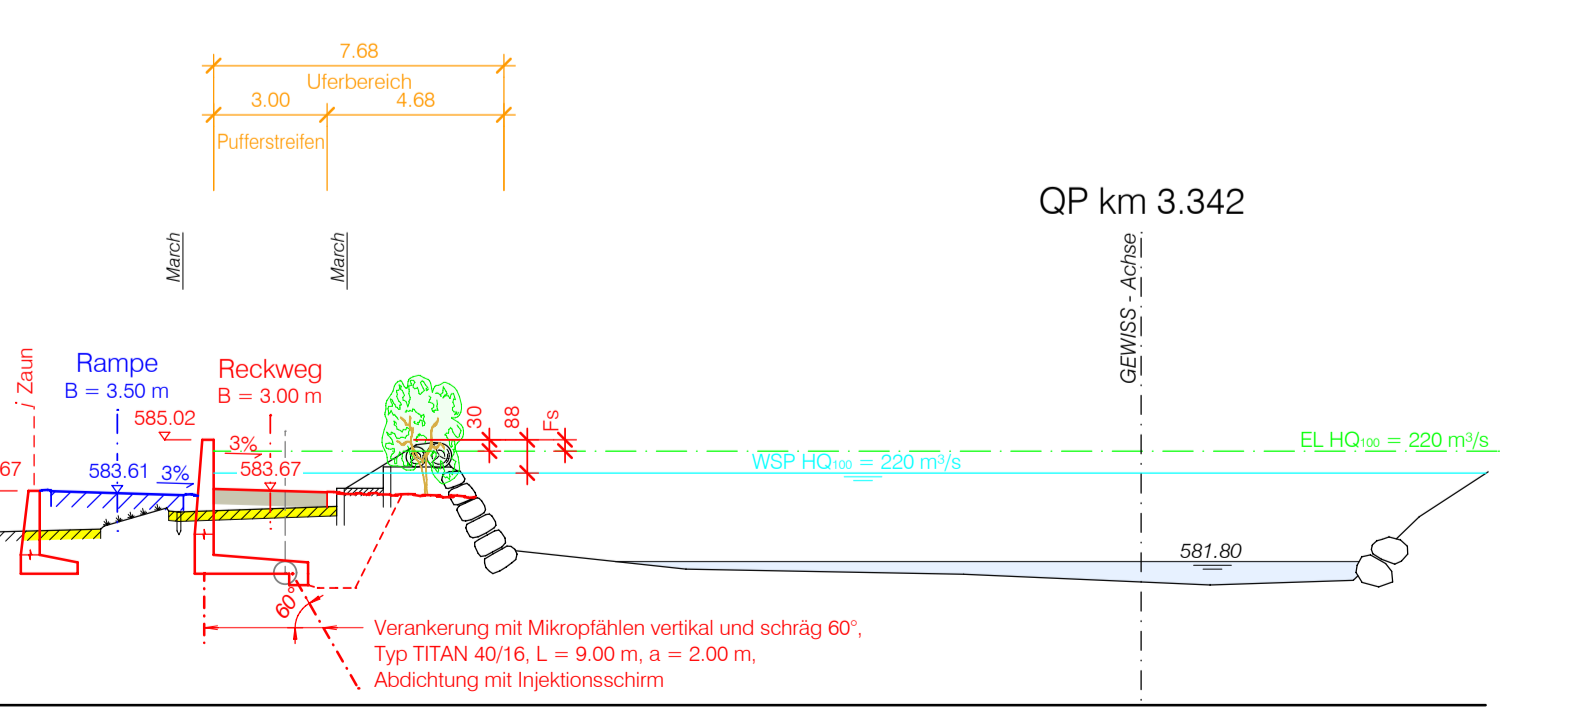 7.68
Uferbereich
3.00
4.68
Pufferstreifen
QP km 3.342
March
March
GEWISS - Achse
Zaun
Rampe
B = 3.50 m
Reckweg
B = 3.00 m
585.02
30
88
Fs
3%
EL HQ100 = 220 m³/s
WSP HQ100 = 220 m³/s
67
583.61
3%
583.67
581.80
60°
Verankerung mit Mikropfählen vertikal und schräg 60°,
Typ TITAN 40/16, L = 9.00 m, a = 2.00 m,
Abdichtung mit Injektionsschirm